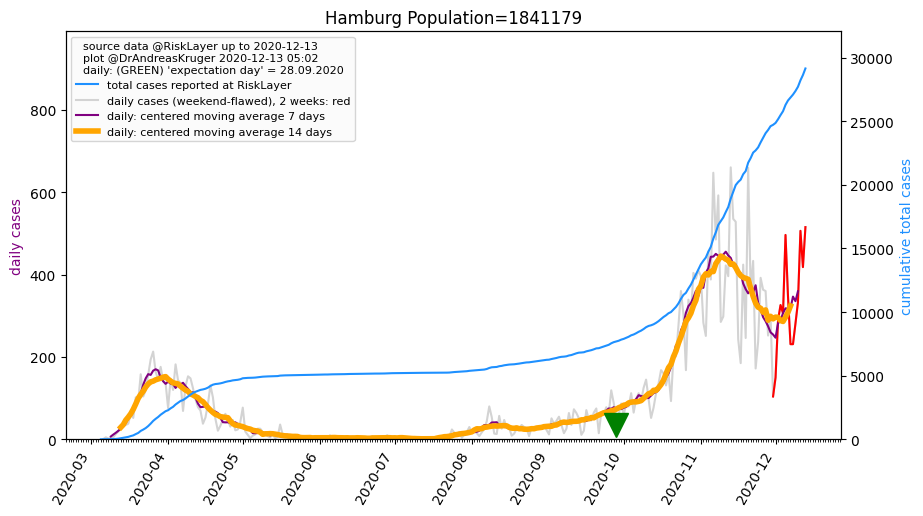 Hamburg Population=1841179
source data @RiskLayer up to 2020-12-13
plot @DrAndreasKruger 2020-12-13 05:02
daily: (GREEN) 'expectation day' = 28.09.2020
total cases reported at RiskLayer
daily cases (weekend-flawed), 2 weeks: red
daily: centered moving average 7 days
daily: centered moving average 14 days
daily cases
800
600
400
200
0
cumulative total cases
30000
25000
20000
15000
10000
5000
0
2020-03
2020-04
2020-05
2020-06
2020-07
2020-08
2020-09
2020-10
2020-11
2020-12